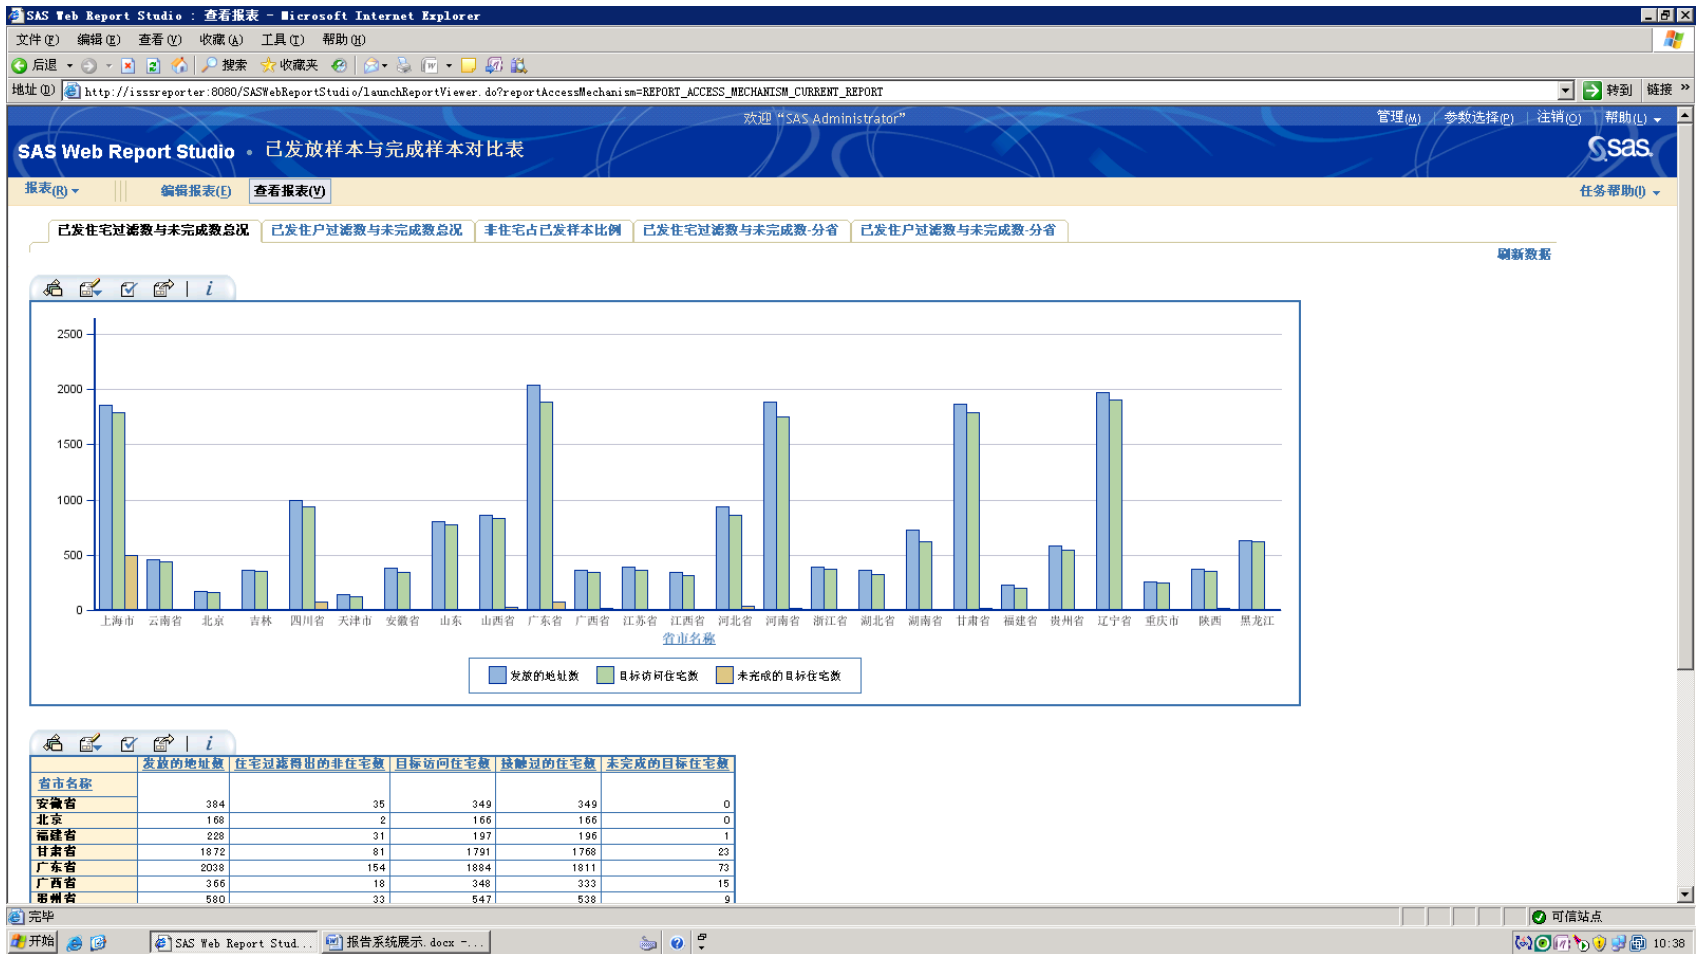 SAS Web Report Studio : 查看报表 - Microsoft Internet Explorer
文件(F) 编辑(E) 查看(V) 收藏(A) 工具(T) 帮助(H)
后退 搜索 收藏夹
地址(D) http://isssreporter:8080/SASWebReportStudio/launchReportViewer.do?reportAccessMechanism=REPORT_ACCESS_MECHANISM_CURRENT_REPORT 转到 链接 »
欢迎 “SAS Administrator” 管理(M) | 参数选择(P) | 注销(O) 帮助(L)
SAS Web Report Studio • 已发放样本与完成样本对比表 sas.
报表(R) 编辑报表(E) 查看报表(V) 任务帮助(I)
已发住宅过滤数与未完成数总况 已发住户过滤数与未完成数总况 非住宅占已发样本比例 已发住宅过滤数与未完成数-分省 已发住户过滤数与未完成数-分省
刷新数据
i
2500
2000
1500
1000
500
0
上海市 云南省 北京 吉林 四川省 天津市 安徽省 山东 山西省 广东省 广西省 江苏省 江西省 河北省 河南省 浙江省 湖北省 湖南省 甘肃省 福建省 贵州省 辽宁省 重庆市 陕西 黑龙江
省市名称
发放的地址数 目标访问住宅数 未完成的目标住宅数
i
发放的地址数 住宅过滤得出的非住宅数 目标访问住宅数 接触过的住宅数 未完成的目标住宅数
省市名称
安徽省 384 35 349 349 0
北京 168 2 166 166 0
福建省 228 31 197 196 1
甘肃省 1872 81 1791 1768 23
广东省 2038 154 1884 1811 73
广西省 366 18 348 333 15
贵州省 580 33 547 538 9
完毕 可信站点
开始 SAS Web Report Stud... 报告系统展示.docx -... 10:38